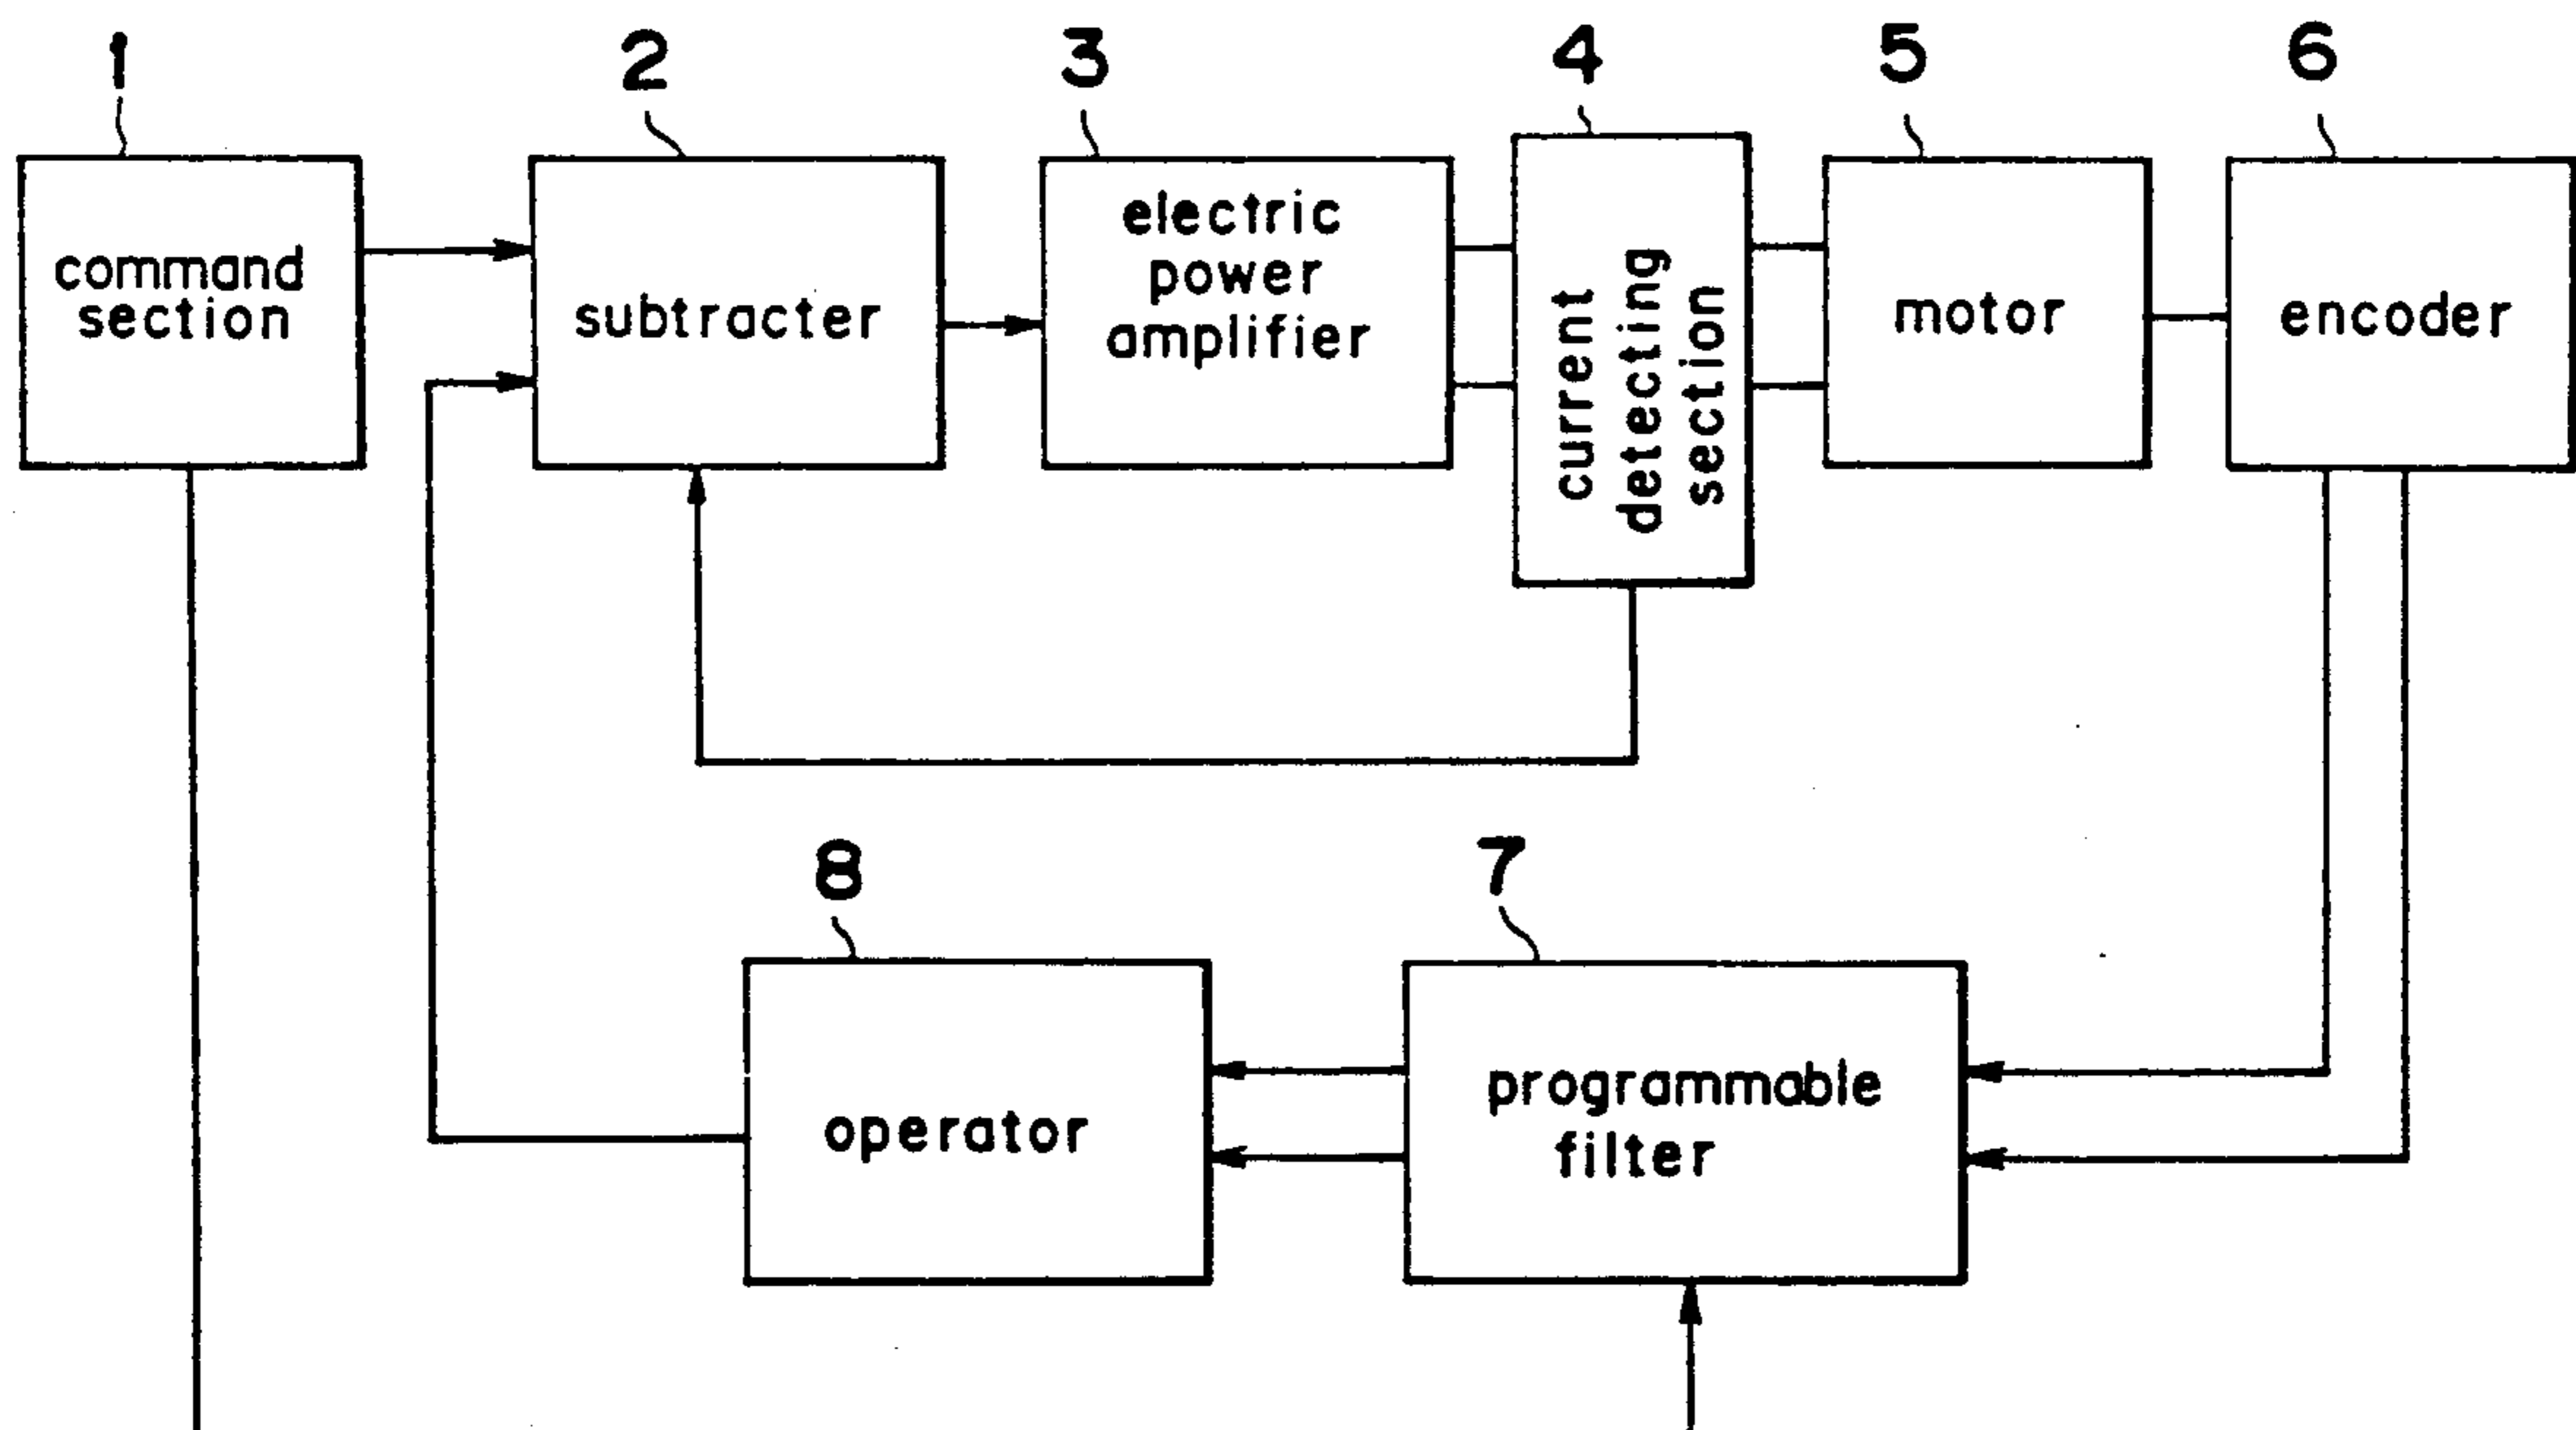 1
2
3
4
5
6
command
section
subtracter
electric
power
amplifier
current
detecting
section
motor
encoder
8
7
operator
programmable
filter